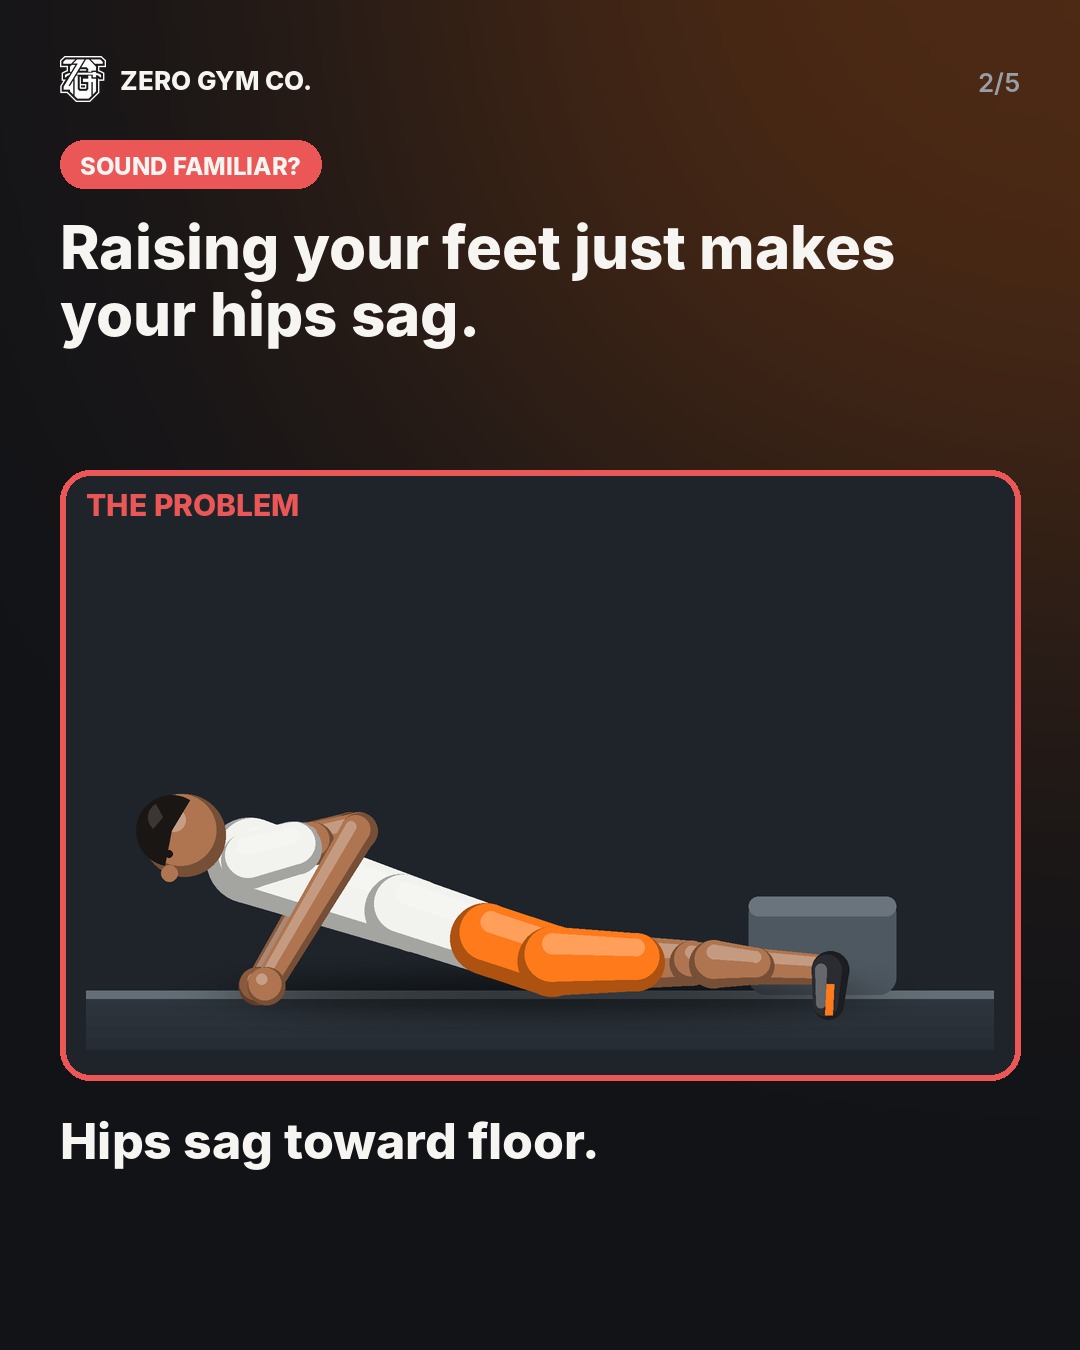 ZERO GYM CO.
2/5
SOUND FAMILIAR?
Raising your feet just makes
your hips sag.
THE PROBLEM
Hips sag toward floor.